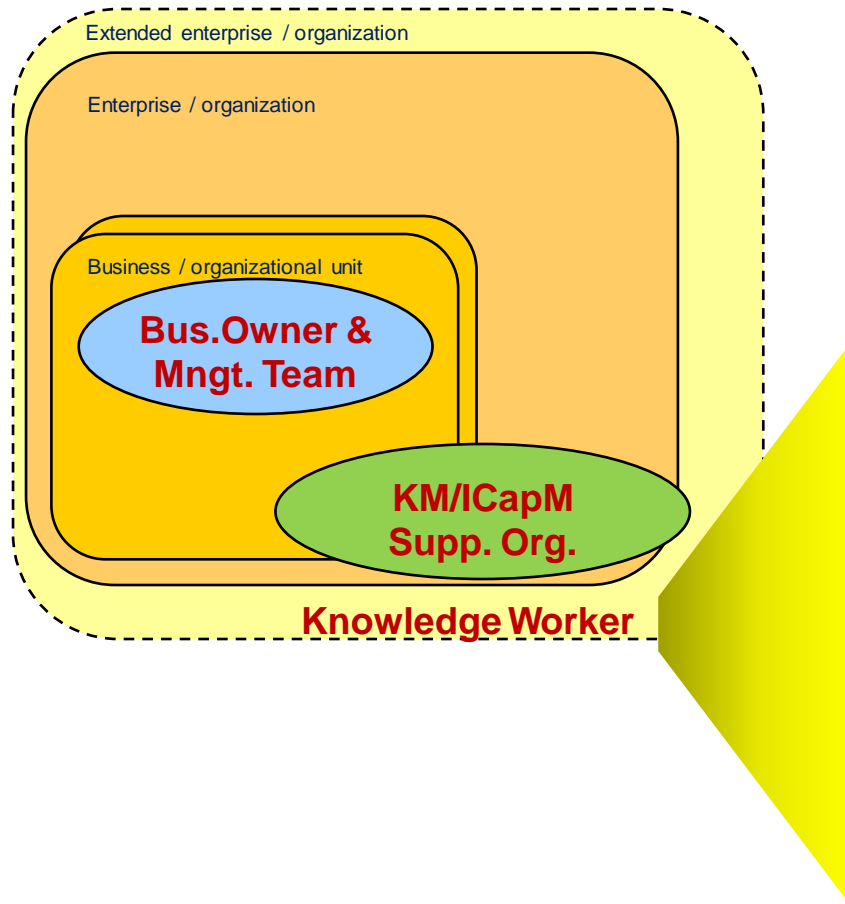 Extended enterprise / organization
Enterprise / organization
Business / organizational unit
Bus.Owner &
Mngt. Team
KM/ICapM
Supp. Org.
Knowledge Worker